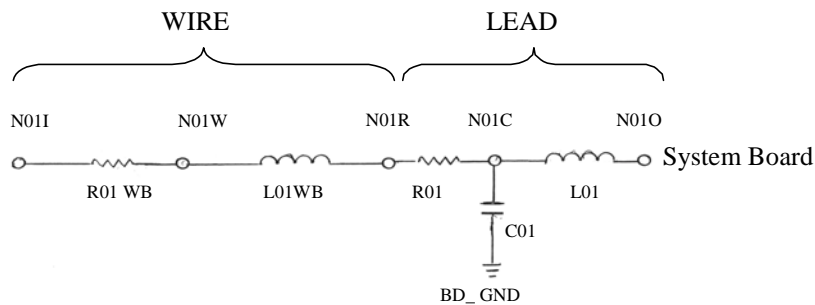 WIRE LEAD
N01I N01W N01R N01C N01O
System Board
R01 WB L01WB R01 L01
C01
BD_ GND